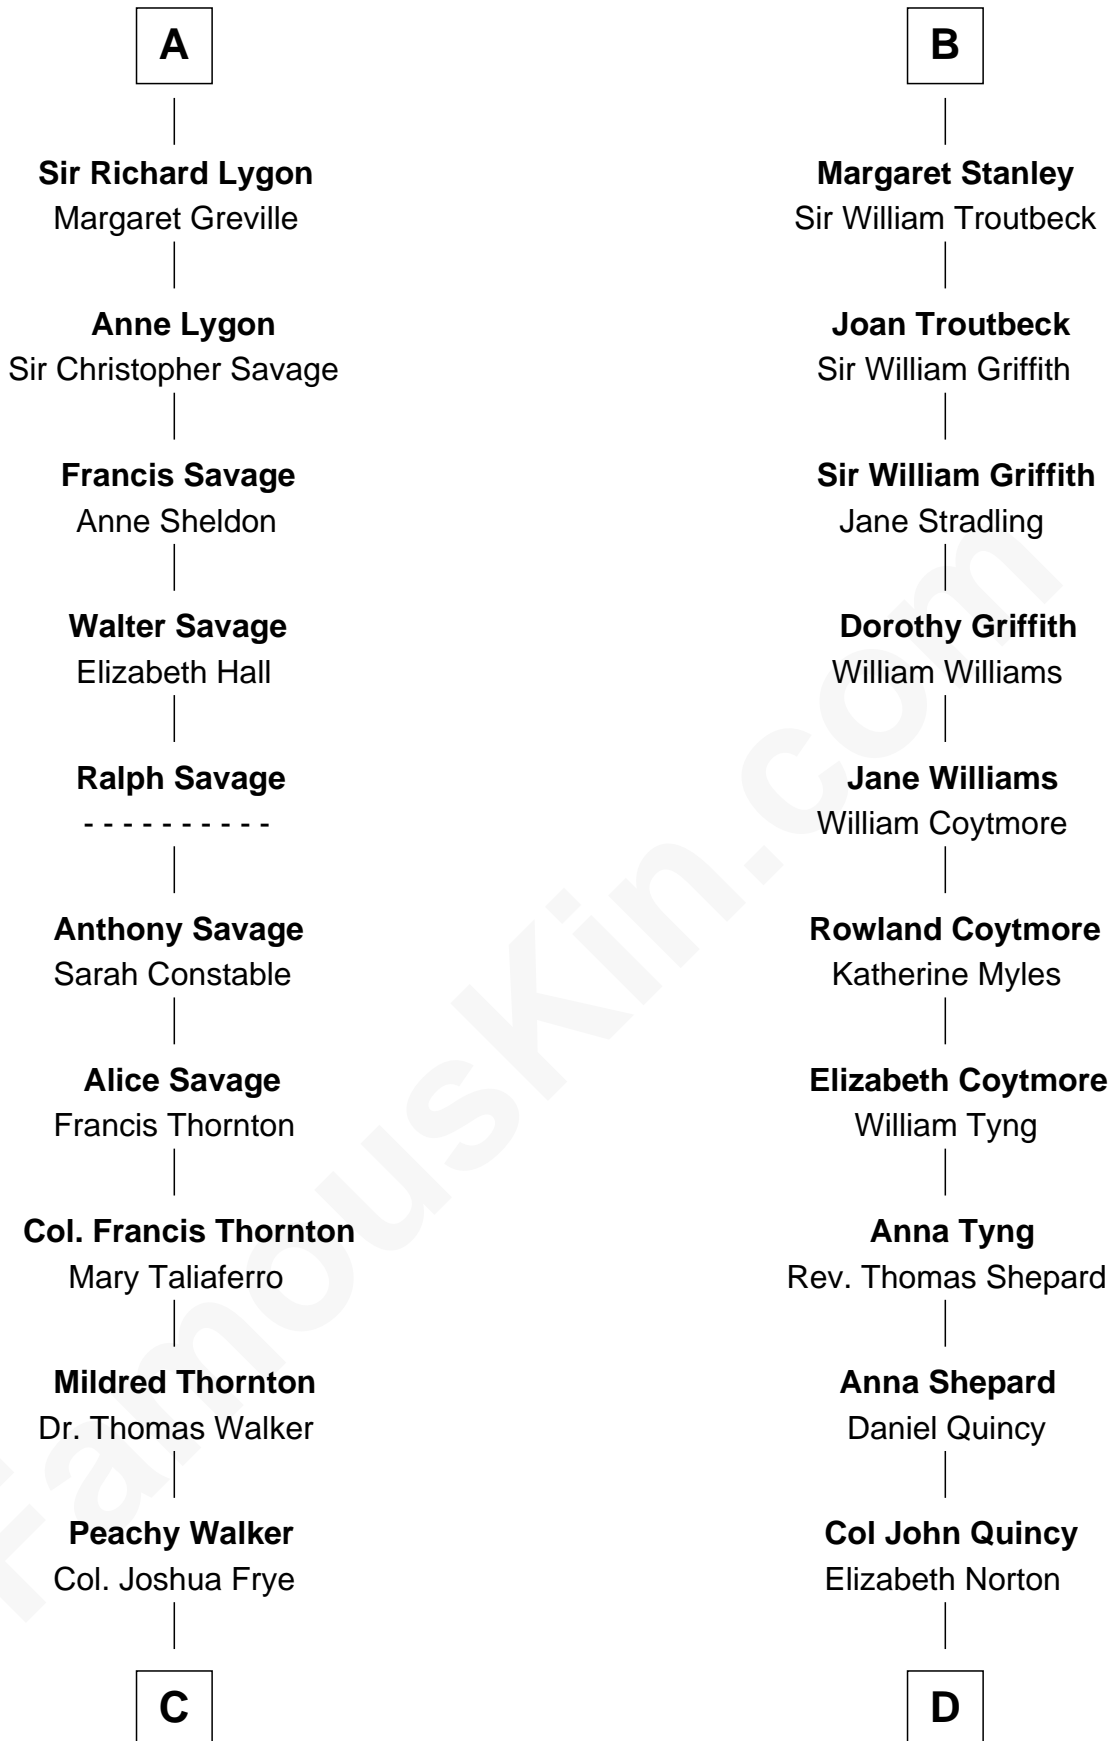 A
Sir Richard Lygon
Margaret Greville
Anne Lygon
Sir Christopher Savage
Francis Savage
Anne Sheldon
Walter Savage
Elizabeth Hall
Ralph Savage
- - - - - - - - - -
Anthony Savage
Sarah Constable
Alice Savage
Francis Thornton
Col. Francis Thornton
Mary Taliaferro
Mildred Thornton
Dr. Thomas Walker
Peachy Walker
Col. Joshua Frye
C
B
Margaret Stanley
Sir William Troutbeck
Joan Troutbeck
Sir William Griffith
Sir William Griffith
Jane Stradling
Dorothy Griffith
William Williams
Jane Williams
William Coytmore
Rowland Coytmore
Katherine Myles
Elizabeth Coytmore
William Tyng
Anna Tyng
Rev. Thomas Shepard
Anna Shepard
Daniel Quincy
Col John Quincy
Elizabeth Norton
D
FamousKin.com